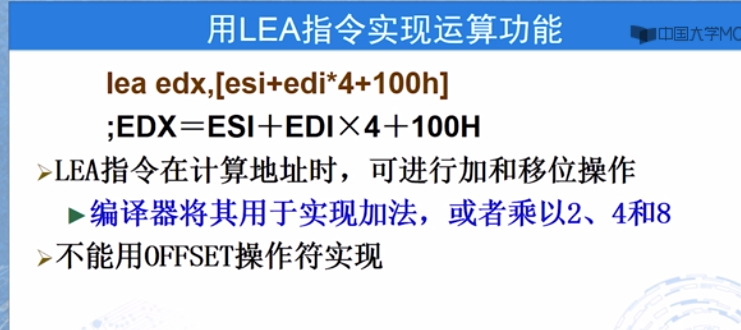 用LEA指令实现运算功能
中国大学MO
lea edx,[esi+edi*4+100h]
;EDX＝ESI＋EDI×4＋100H
➢LEA指令在计算地址时，可进行加和移位操作
▶编译器将其用于实现加法，或者乘以2、4和8
➢不能用OFFSET操作符实现